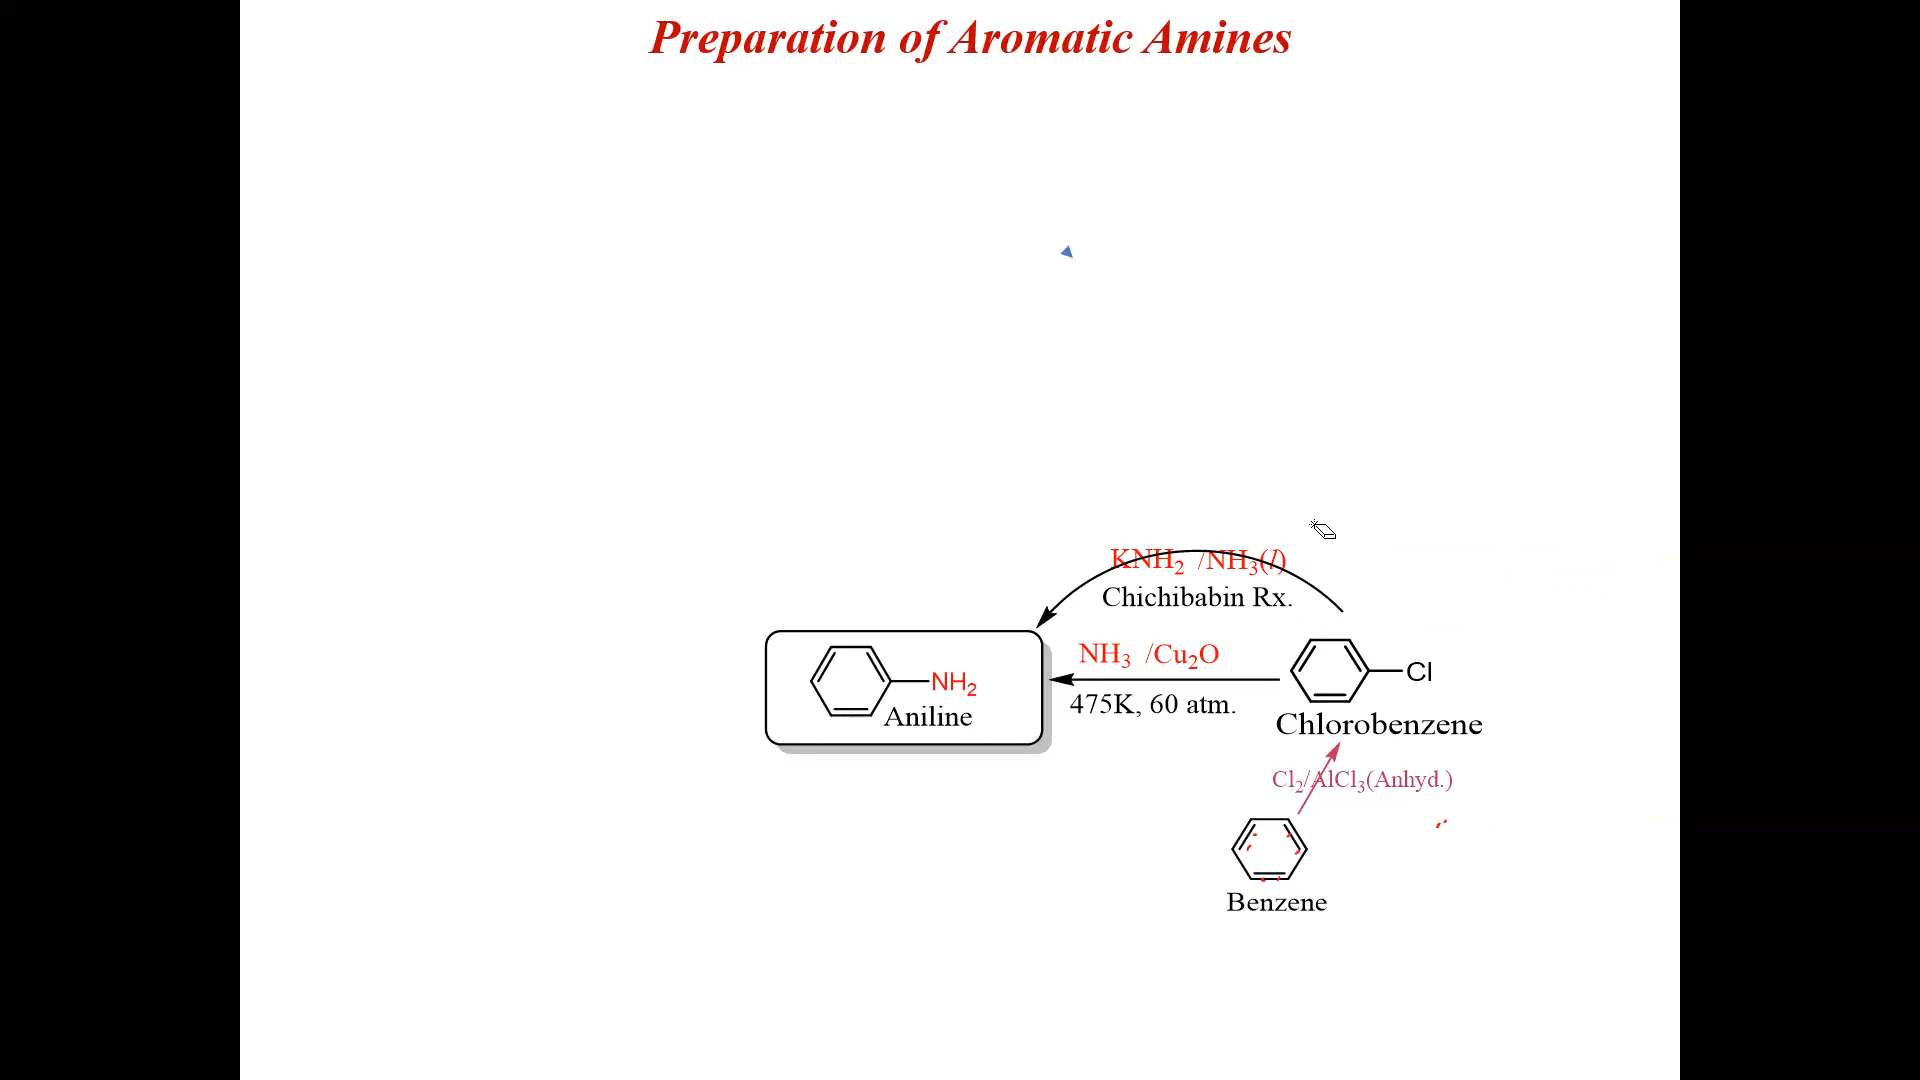 Preparation of Aromatic Amines
KNH₂ /NH₃(l)
Chichibabin Rx.
NH₃ /Cu₂O
475K, 60 atm.
NH₂
Aniline
Cl
Chlorobenzene
Cl₂/AlCl₃(Anhyd.)
Benzene